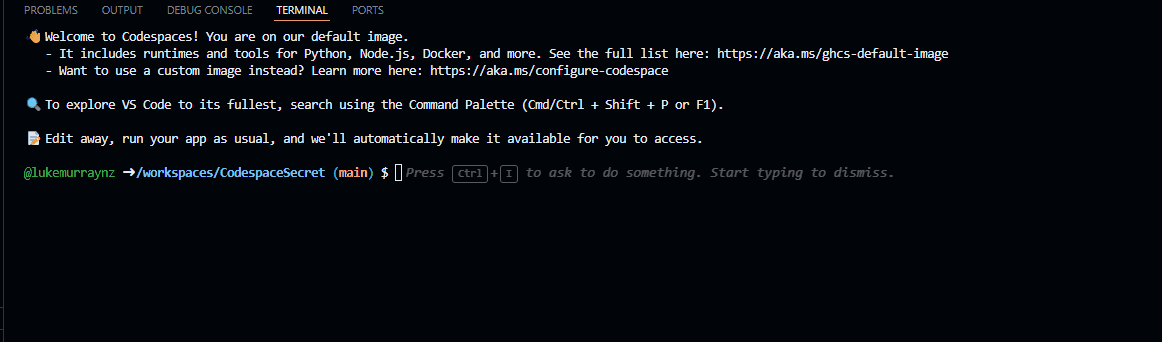 PROBLEMS OUTPUT DEBUG CONSOLE TERMINAL PORTS
👋 Welcome to Codespaces! You are on our default image.
- It includes runtimes and tools for Python, Node.js, Docker, and more. See the full list here: https://aka.ms/ghcs-default-image
- Want to use a custom image instead? Learn more here: https://aka.ms/configure-codespace
🔍 To explore VS Code to its fullest, search using the Command Palette (Cmd/Ctrl + Shift + P or F1).
📝 Edit away, run your app as usual, and we'll automatically make it available for you to access.
@lukemurraynz ➜/workspaces/CodespaceSecret (main) $ Press Ctrl+I to ask to do something. Start typing to dismiss.